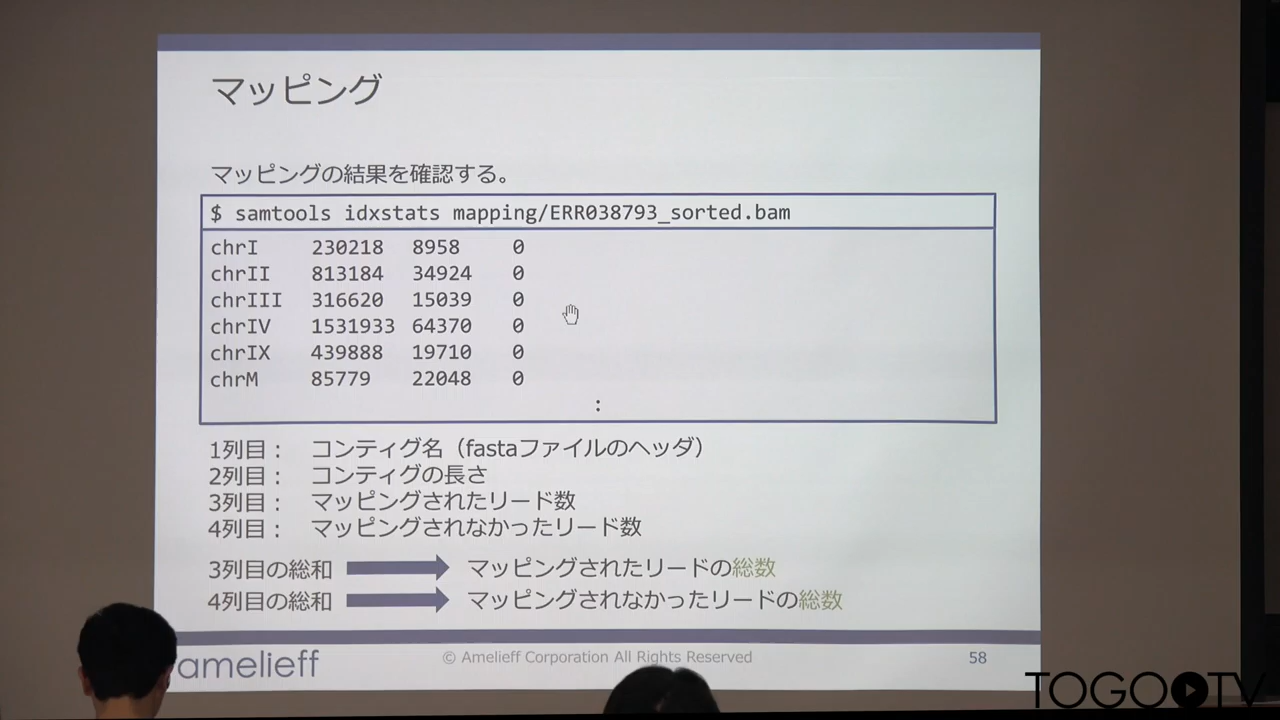 マッピング
マッピングの結果を確認する。
$ samtools idxstats mapping/ERR038793_sorted.bam
chrI 230218 8958 0
chrII 813184 34924 0
chrIII 316620 15039 0
chrIV 1531933 64370 0
chrIX 439888 19710 0
chrM 85779 22048 0
:
1列目： コンティグ名（fastaファイルのヘッダ）
2列目： コンティグの長さ
3列目： マッピングされたリード数
4列目： マッピングされなかったリード数
3列目の総和 マッピングされたリードの総数
4列目の総和 マッピングされなかったリードの総数
amelieff
© Amelieff Corporation All Rights Reserved
58
TOGOTV